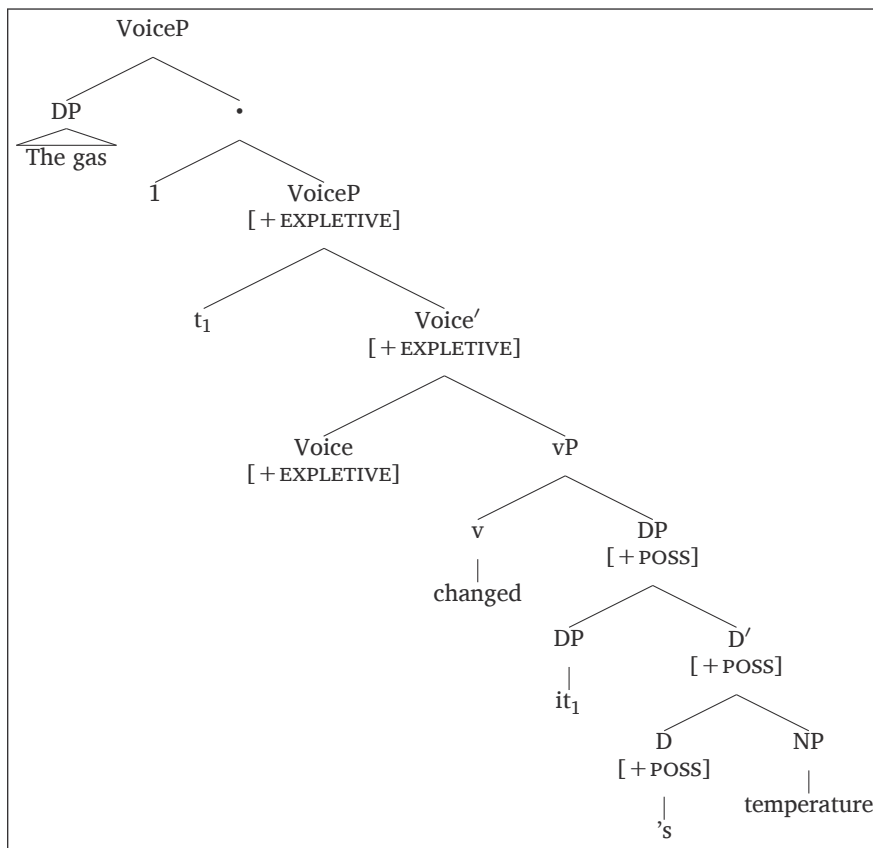 VoiceP
DP •
The gas
1 VoiceP
[+EXPLETIVE]
t₁ Voice′
[+EXPLETIVE]
Voice vP
[+EXPLETIVE]
v DP
[+POSS]
changed
DP D′
[+POSS]
it₁
D NP
[+POSS]
temperature
’s